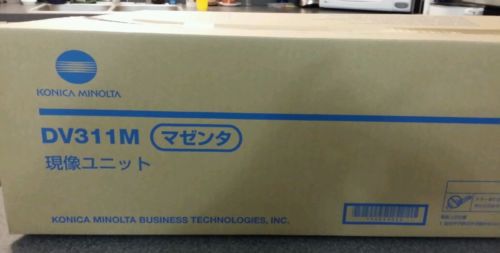 KONICA MINOLTA
DV311M マゼンタ
現像ユニット
KONICA MINOLTA BUSINESS TECHNOLOGIES, INC.